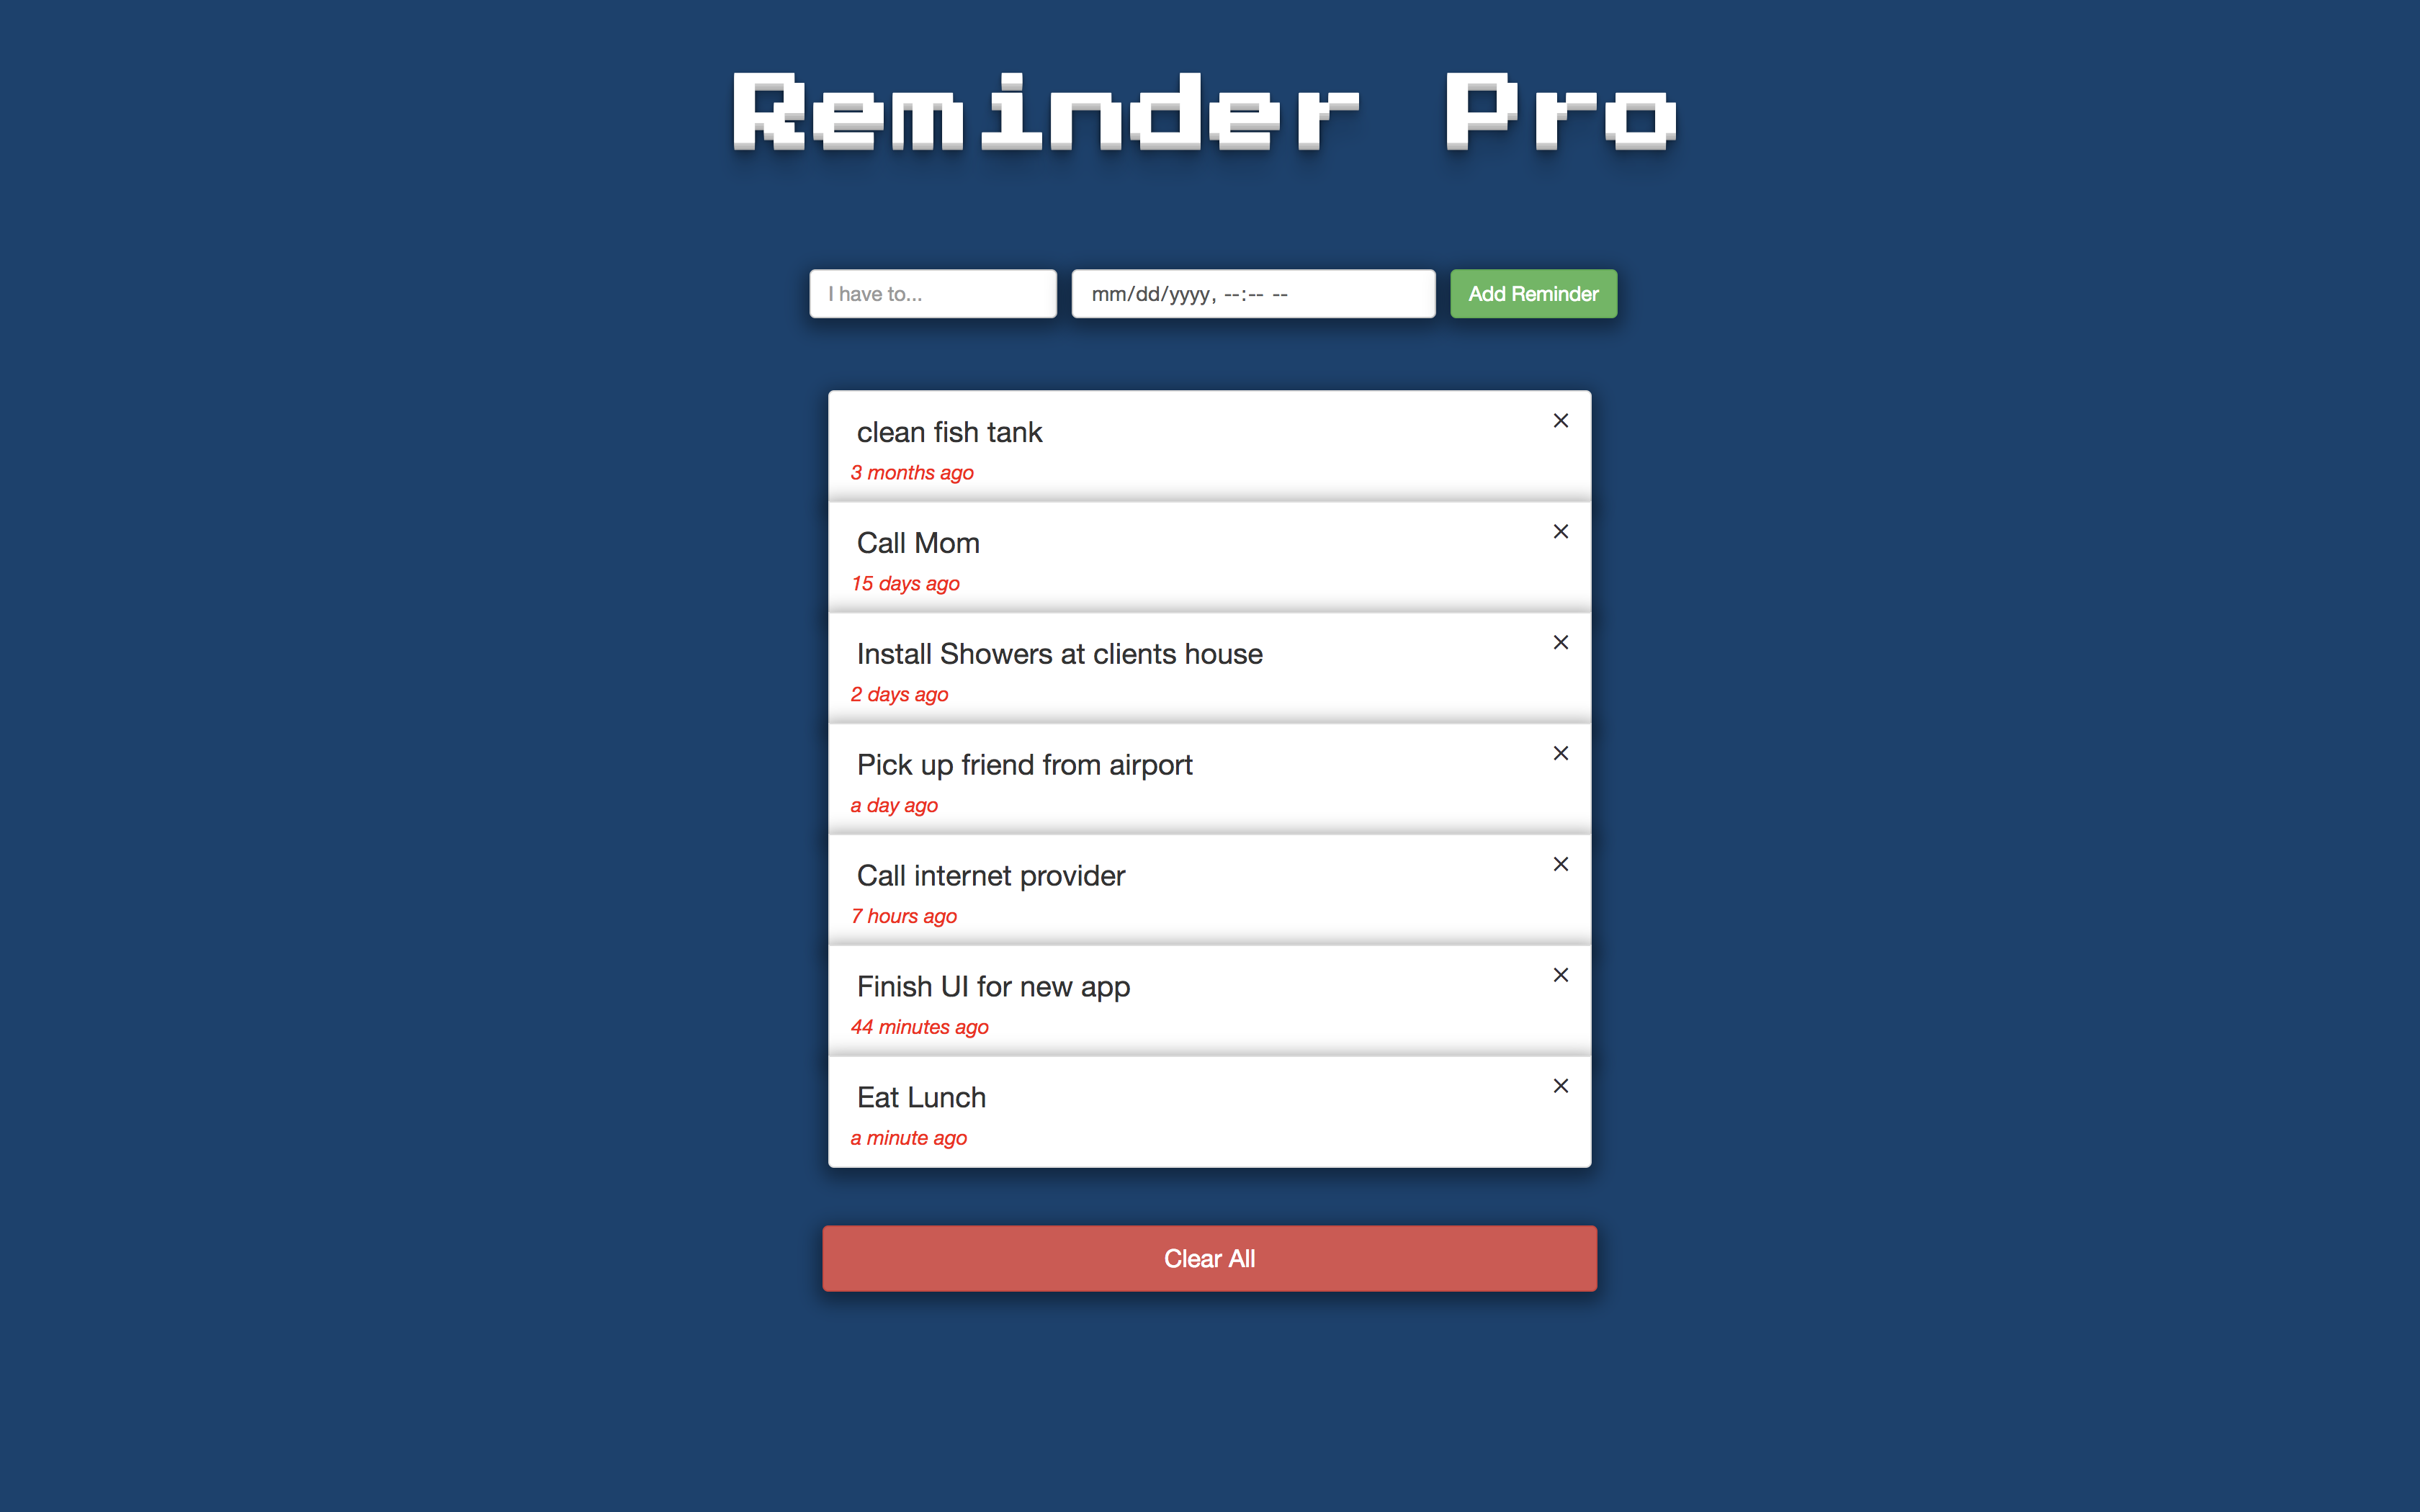 Reminder Pro
I have to... mm/dd/yyyy, --:-- -- Add Reminder
clean fish tank
3 months ago
Call Mom
15 days ago
Install Showers at clients house
2 days ago
Pick up friend from airport
a day ago
Call internet provider
7 hours ago
Finish UI for new app
44 minutes ago
Eat Lunch
a minute ago
Clear All